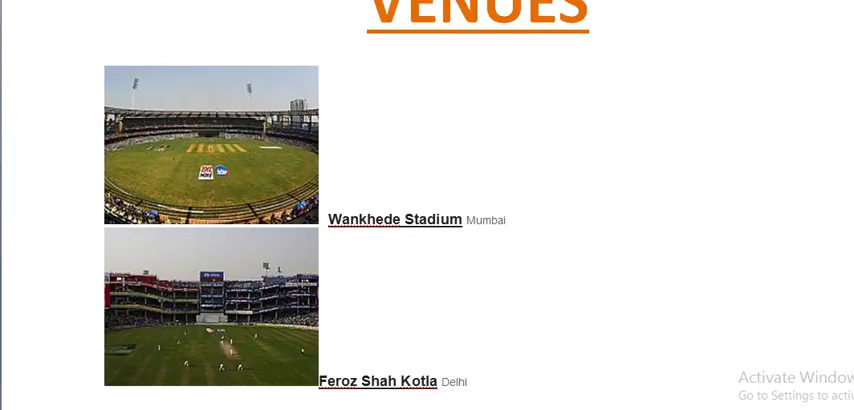 VENUES
Wankhede Stadium Mumbai
Feroz Shah Kotla Delhi
Activate Window
Go to Settings to activ